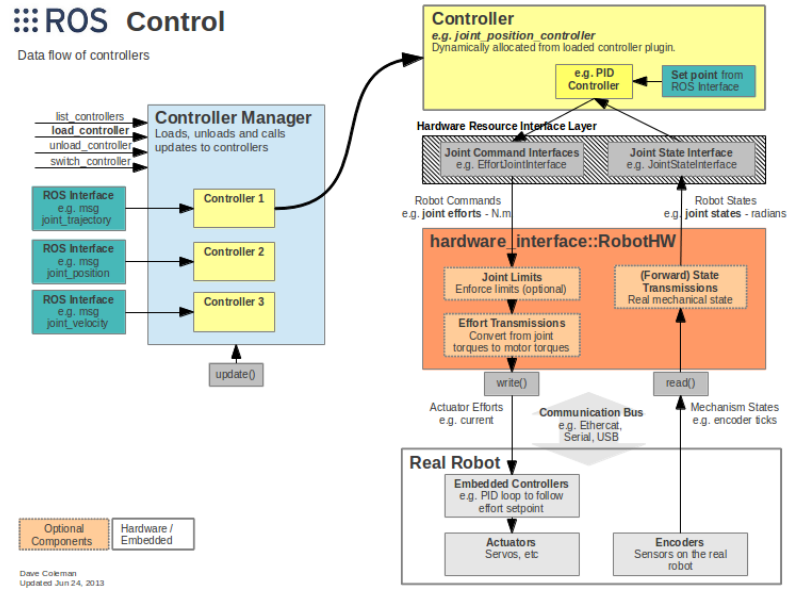 ROS Control
Data flow of controllers
list_controllers
load_controller
unload_controller
switch_controller
Controller Manager
Loads, unloads and calls
updates to controllers
ROS Interface
e.g. msg
joint_trajectory
Controller 1
ROS Interface
e.g. msg
joint_position
Controller 2
ROS Interface
e.g. msg
joint_velocity
Controller 3
update()
Controller
e.g. joint_position_controller
Dynamically allocated from loaded controller plugin.
e.g. PID
Controller
Set point from
ROS Interface
Hardware Resource Interface Layer
Joint Command Interfaces
e.g. EffortJointInterface
Joint State Interface
e.g. JointStateInterface
Robot Commands
e.g. joint efforts - N.m
Robot States
e.g. joint states - radians
hardware_interface::RobotHW
Joint Limits
Enforce limits (optional)
(Forward) State
Transmissions
Real mechanical state
Effort Transmissions
Convert from joint
torques to motor torques
write()
read()
Actuator Efforts
e.g. current
Communication Bus
e.g. Ethercat,
Serial, USB
Mechanism States
e.g. encoder ticks
Real Robot
Embedded Controllers
e.g. PID loop to follow
effort setpoint
Actuators
Servos, etc
Encoders
Sensors on the real
robot
Optional
Components
Hardware /
Embedded
Dave Coleman
Updated Jun 24, 2013